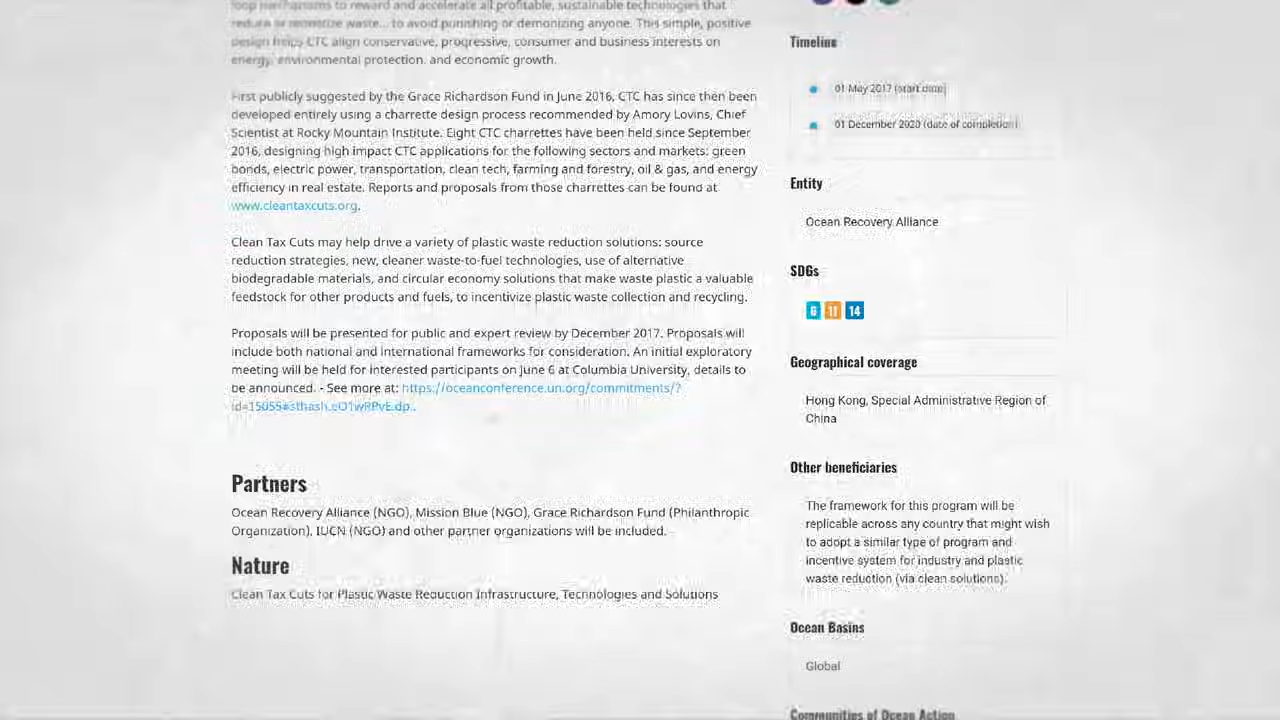 loop mechanisms to reward and accelerate all profitable, sustainable technologies that
reduce or monetize waste... to avoid punishing or demonizing anyone. This simple, positive
design helps CTC align conservative, progressive, consumer and business interests on
energy, environmental protection, and economic growth.
First publicly suggested by the Grace Richardson Fund in June 2016, CTC has since then been
developed entirely using a charrette design process recommended by Amory Lovins, Chief
Scientist at Rocky Mountain Institute. Eight CTC charrettes have been held since September
2016, designing high impact CTC applications for the following sectors and markets: green
bonds, electric power, transportation, clean tech, farming and forestry, oil & gas, and energy
efficiency in real estate. Reports and proposals from those charrettes can be found at
www.cleantaxcuts.org.
Clean Tax Cuts may help drive a variety of plastic waste reduction solutions: source
reduction strategies, new, cleaner waste-to-fuel technologies, use of alternative
biodegradable materials, and circular economy solutions that make waste plastic a valuable
feedstock for other products and fuels, to incentivize plastic waste collection and recycling.
Proposals will be presented for public and expert review by December 2017. Proposals will
include both national and international frameworks for consideration. An initial exploratory
meeting will be held for interested participants on June 6 at Columbia University, details to
be announced. - See more at: https://oceanconference.un.org/commitments/?
Partners
Ocean Recovery Alliance (NGO), Mission Blue (NGO), Grace Richardson Fund (Philanthropic
Organization), IUCN (NGO) and other partner organizations will be included.
Nature
Clean Tax Cuts for Plastic Waste Reduction Infrastructure, Technologies and Solutions
Timeline
01 May 2017 (start date)
01 December 2020 (date of completion)
Entity
Ocean Recovery Alliance
SDGs
6 11 14
Geographical coverage
Hong Kong, Special Administrative Region of
China
Other beneficiaries
The framework for this program will be
replicable across any country that might wish
to adopt a similar type of program and
incentive system for industry and plastic
waste reduction (via clean solutions).
Ocean Basins
Global
Communities of Ocean Action